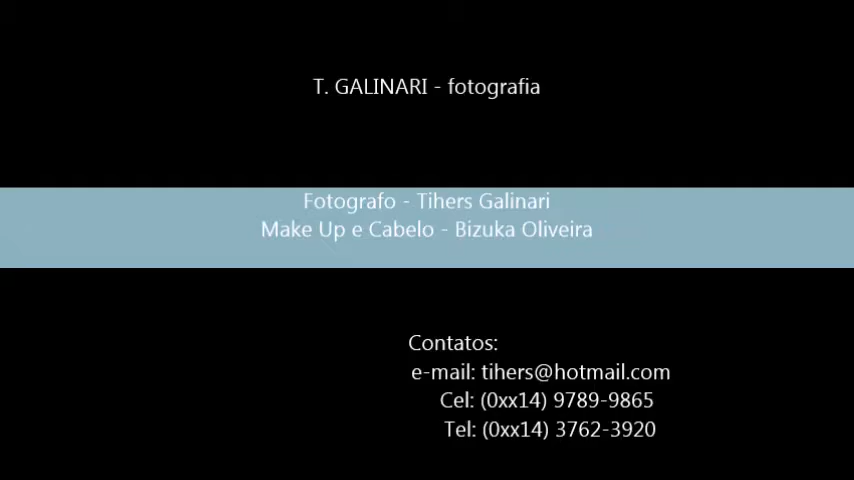 T. GALINARI - fotografia
Fotografo - Tihers Galinari
Make Up e Cabelo - Bizuka Oliveira
Contatos:
e-mail: tihers@hotmail.com
Cel: (0xx14) 9789-9865
Tel: (0xx14) 3762-3920